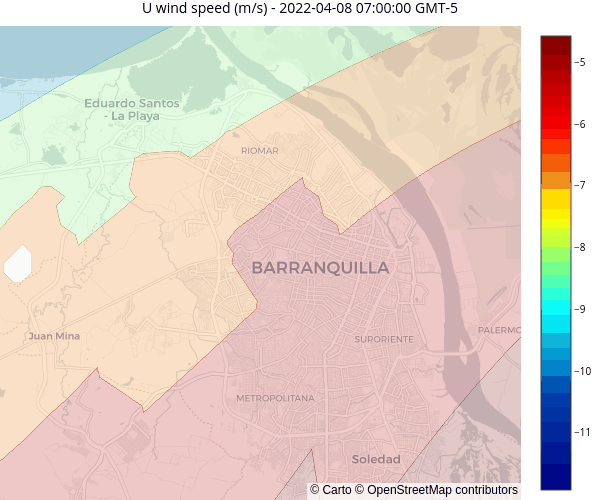 U wind speed (m/s) - 2022-04-08 07:00:00 GMT-5
Eduardo Santos
- La Playa
RIOMAR
BARRANQUILLA
Juan Mina
SURORIENTE
PALERMO
METROPOLITANA
Soledad
© Carto © OpenStreetMap contributors
−5
−6
−7
−8
−9
−10
−11